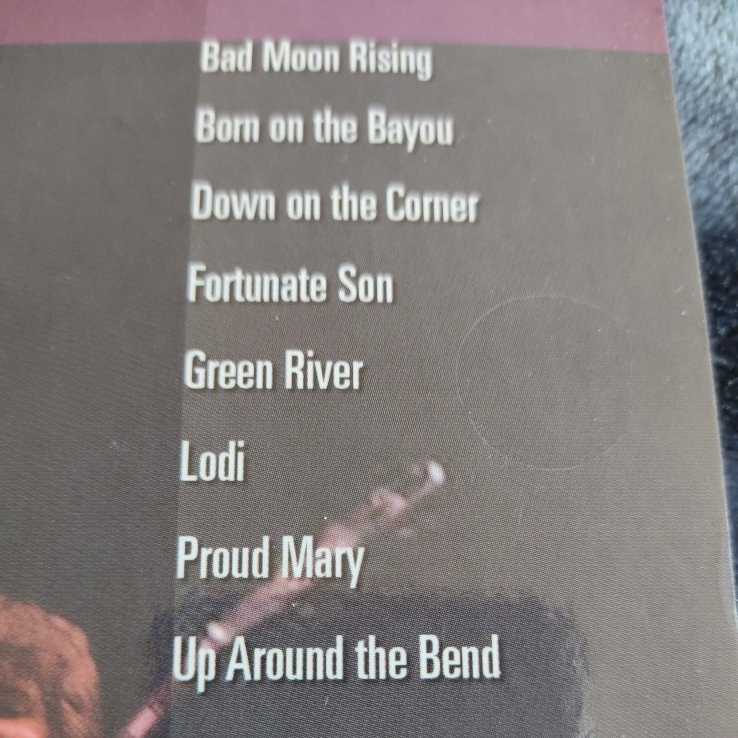 Bad Moon Rising
Born on the Bayou
Down on the Corner
Fortunate Son
Green River
Lodi
Proud Mary
Up Around the Bend